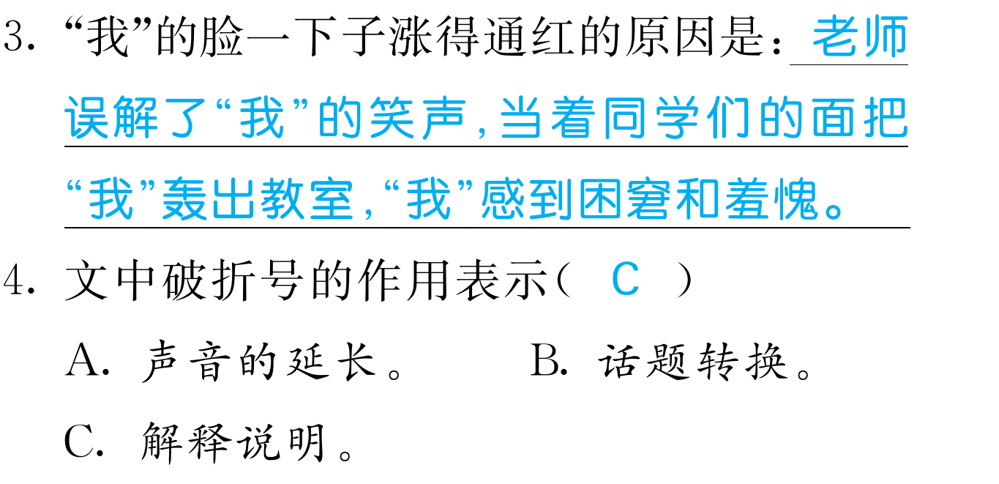 3. “我”的脸一下子涨得通红的原因是：老师
误解了“我”的笑声，当着同学们的面把
“我”轰出教室，“我”感到困窘和羞愧。
4. 文中破折号的作用表示（ C ）
A. 声音的延长。 B. 话题转换。
C. 解释说明。